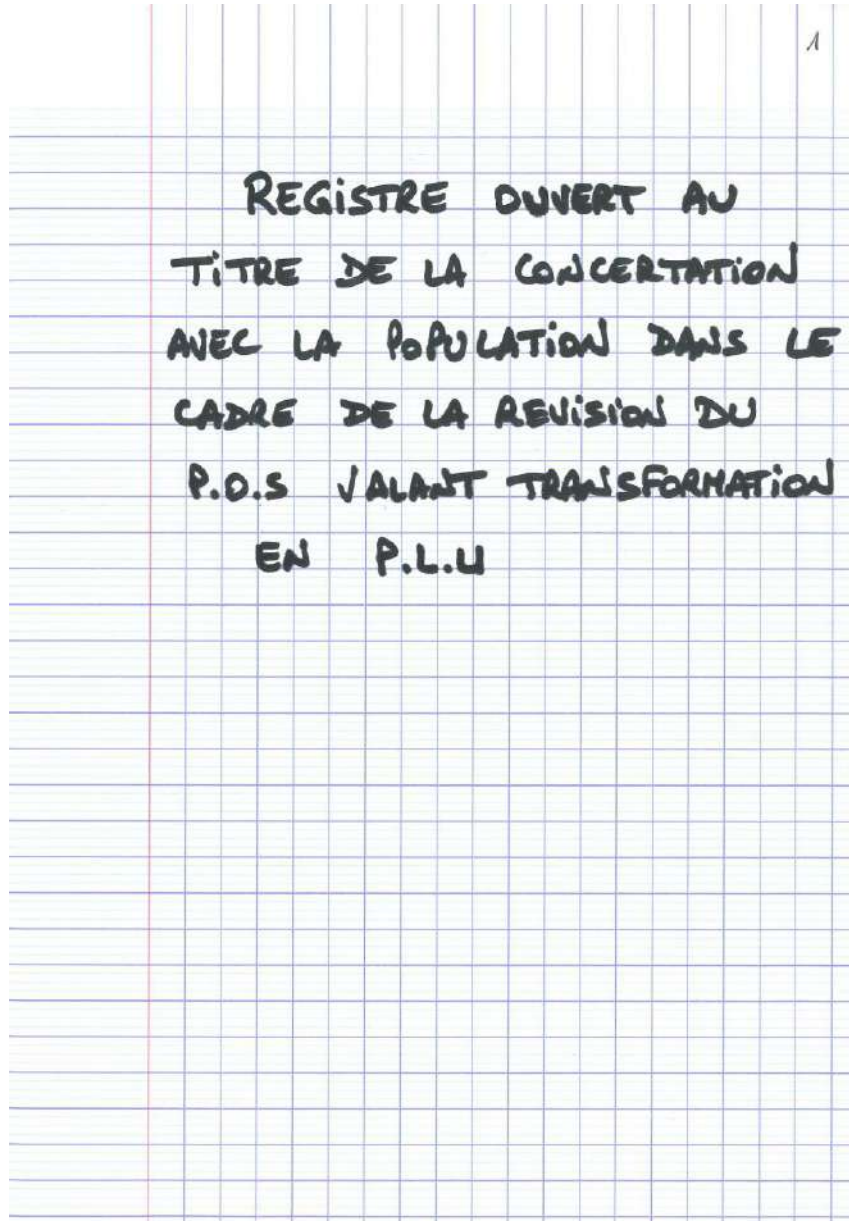 1
REGiSTRE OUVERT AU
TiTRE DE LA CONCERTATiON
AVEC LA POPULATiON DANS LE
CADRE DE LA REViSiON DU
P.O.S VALANT TRANSFORMATiON
EN P.L.U